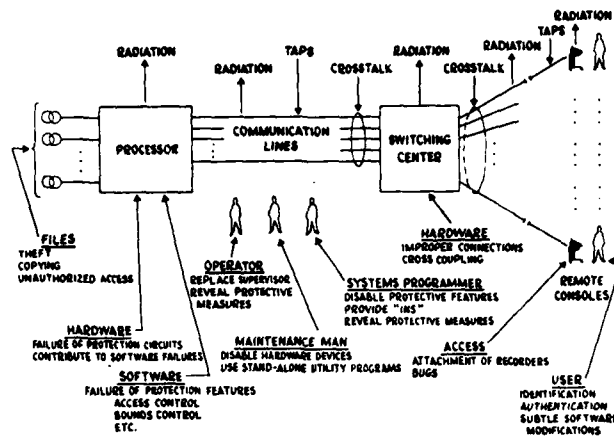 RADIATION
TAPS
RADIATION
RADIATION
TAPS
RADIATION
RADIATION
CROSSTALK
CROSSTALK
PROCESSOR
COMMUNICATION
LINES
SWITCHING
CENTER
FILES
THEFT
COPYING
UNAUTHORIZED ACCESS
OPERATOR
REPLACE SUPERVISOR
REVEAL PROTECTIVE
MEASURES
HARDWARE
IMPROPER CONNECTIONS
CROSS COUPLING
SYSTEMS PROGRAMMER
DISABLE PROTECTIVE FEATURES
PROVIDE "INS"
REVEAL PROTECTIVE MEASURES
REMOTE
CONSOLES
HARDWARE
FAILURE OF PROTECTION CIRCUITS
CONTRIBUTE TO SOFTWARE FAILURES
MAINTENANCE MAN
DISABLE HARDWARE DEVICES
USE STAND-ALONE UTILITY PROGRAMS
ACCESS
ATTACHMENT OF RECORDERS
BUGS
SOFTWARE
FAILURE OF PROTECTION FEATURES
ACCESS CONTROL
BOUNDS CONTROL
ETC.
USER
IDENTIFICATION
AUTHENTICATION
SUBTLE SOFTWARE
MODIFICATIONS